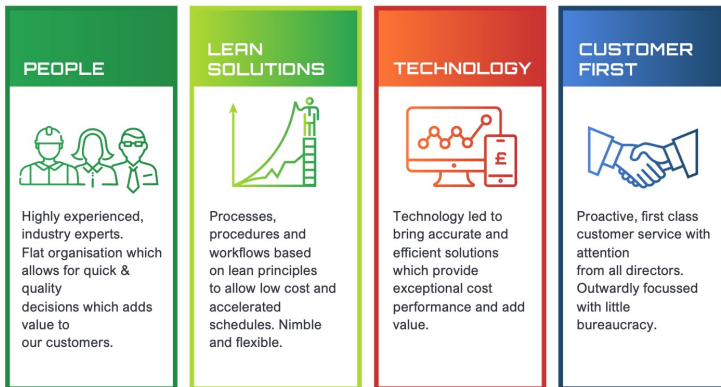 PEOPLE
Highly experienced,
industry experts.
Flat organisation which
allows for quick &
quality
decisions which adds
value to
our customers.
LEAN
SOLUTIONS
Processes,
procedures and
workflows based
on lean principles
to allow low cost and
accelerated
schedules. Nimble
and flexible.
TECHNOLOGY
£
Technology led to
bring accurate and
efficient solutions
which provide
exceptional cost
performance and add
value.
CUSTOMER
FIRST
Proactive, first class
customer service with
attention
from all directors.
Outwardly focussed
with little
bureaucracy.